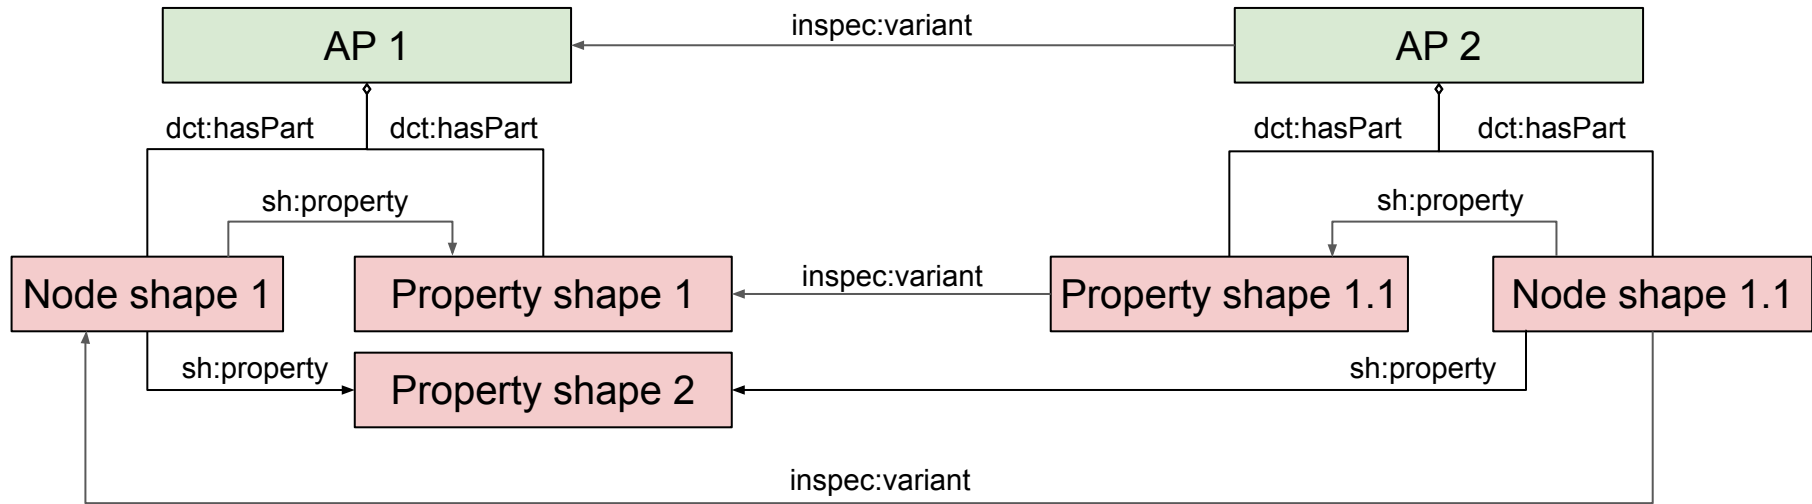 AP 1
inspec:variant
AP 2
dct:hasPart
dct:hasPart
dct:hasPart
dct:hasPart
sh:property
sh:property
Node shape 1
Property shape 1
inspec:variant
Property shape 1.1
Node shape 1.1
sh:property
Property shape 2
sh:property
inspec:variant